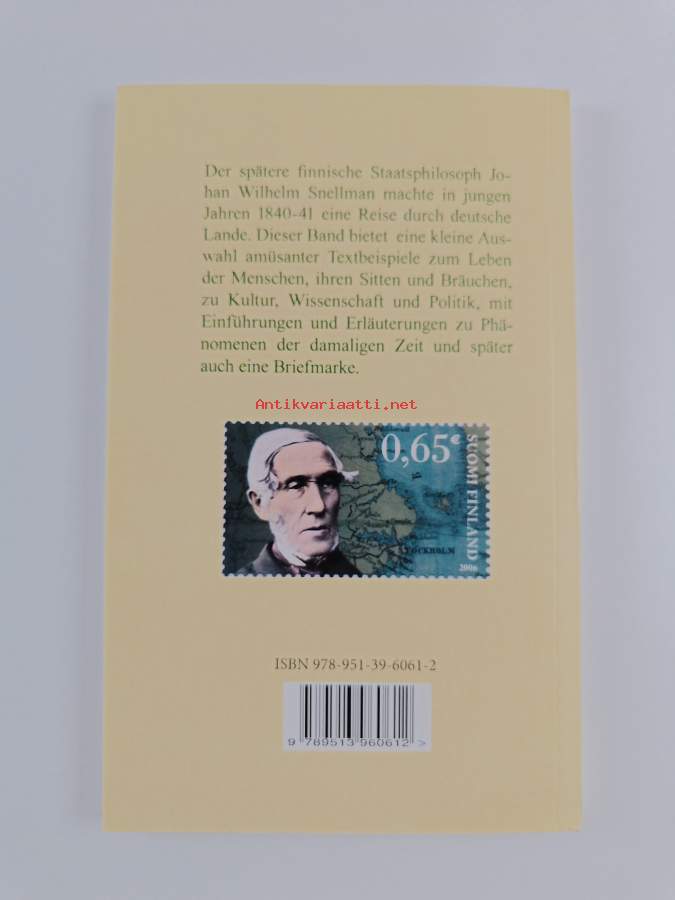 Der spätere finnische Staatsphilosoph Jo-
han Wilhelm Snellman machte in jungen
Jahren 1840-41 eine Reise durch deutsche
Lande. Dieser Band bietet eine kleine Aus-
wahl amüsanter Textbeispiele zum Leben
der Menschen, ihren Sitten und Bräuchen,
zu Kultur, Wissenschaft und Politik, mit
Einführungen und Erläuterungen zu Phä-
nomenen der damaligen Zeit und später
auch eine Briefmarke.
Antikvariaatti.net
0,65€
SUOMI FINLAND
STOCKHOLM
2006
ISBN 978-951-39-6061-2
9 789513 960612 >